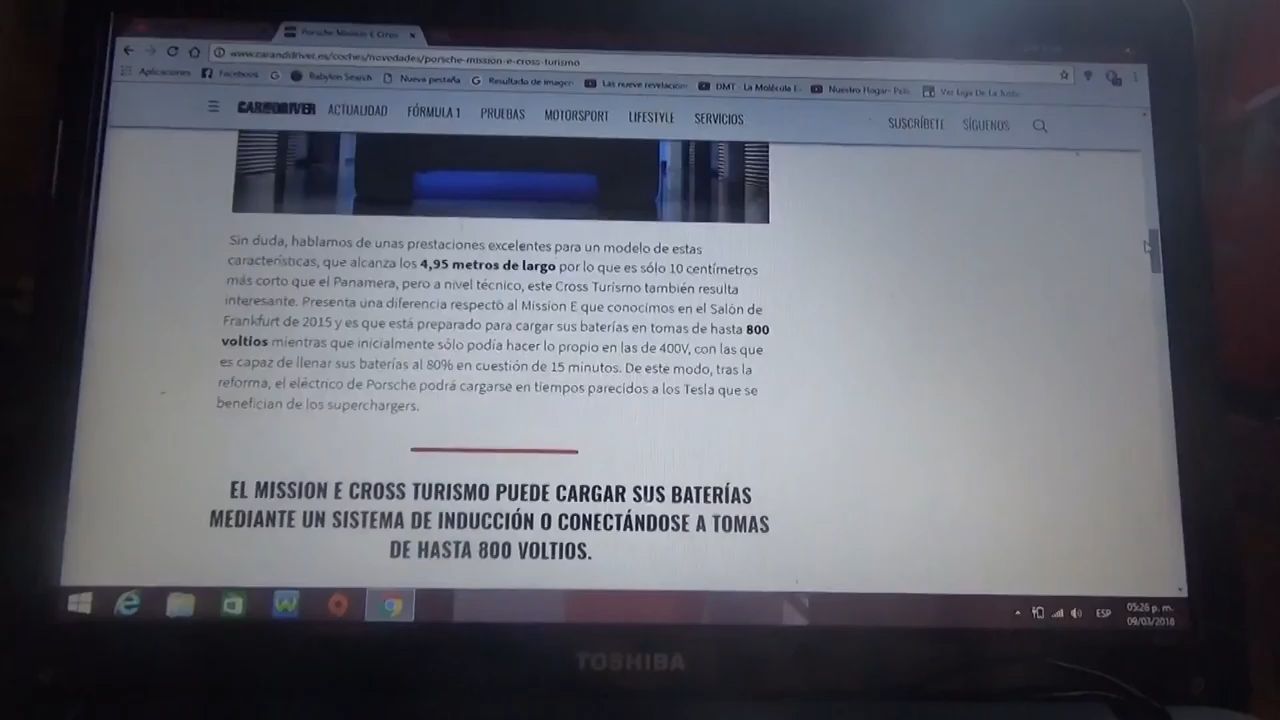 Porsche Mission E Cros
www.caranddriver.es/coches/novedades/porsche-mission-e-cross-turismo
Aplicaciones Facebook Babylon Search Nueva pestaña Resultado de imagen Las nueve revelacion DMT - La Molécula Nuestro Hogar- Ver Liga De La Justic
CAR AND DRIVER ACTUALIDAD FÓRMULA 1 PRUEBAS MOTORSPORT LIFESTYLE SERVICIOS SUSCRÍBETE SÍGUENOS
Sin duda, hablamos de unas prestaciones excelentes para un modelo de estas
características, que alcanza los 4,95 metros de largo por lo que es sólo 10 centímetros
más corto que el Panamera, pero a nivel técnico, este Cross Turismo también resulta
interesante. Presenta una diferencia respecto al Mission E que conocimos en el Salón de
Frankfurt de 2015 y es que está preparado para cargar sus baterías en tomas de hasta 800
voltios mientras que inicialmente sólo podía hacer lo propio en las de 400V, con las que
es capaz de llenar sus baterías al 80% en cuestión de 15 minutos. De este modo, tras la
reforma, el eléctrico de Porsche podrá cargarse en tiempos parecidos a los Tesla que se
benefician de los superchargers.
EL MISSION E CROSS TURISMO PUEDE CARGAR SUS BATERÍAS
MEDIANTE UN SISTEMA DE INDUCCIÓN O CONECTÁNDOSE A TOMAS
DE HASTA 800 VOLTIOS.
ESP 05:26 p. m.
09/03/2018
TOSHIBA